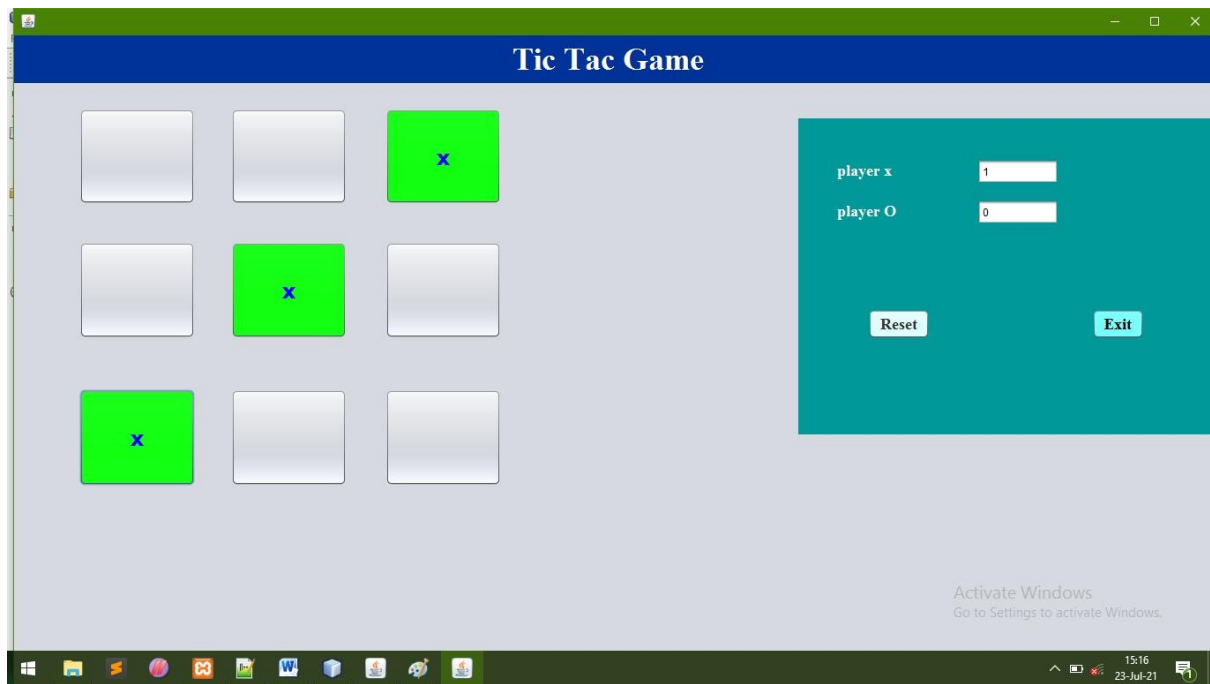 Tic Tac Game
x
x
x
player x 1
player O 0
Reset Exit
Activate Windows
Go to Settings to activate Windows.
15:16
23-Jul-21
1